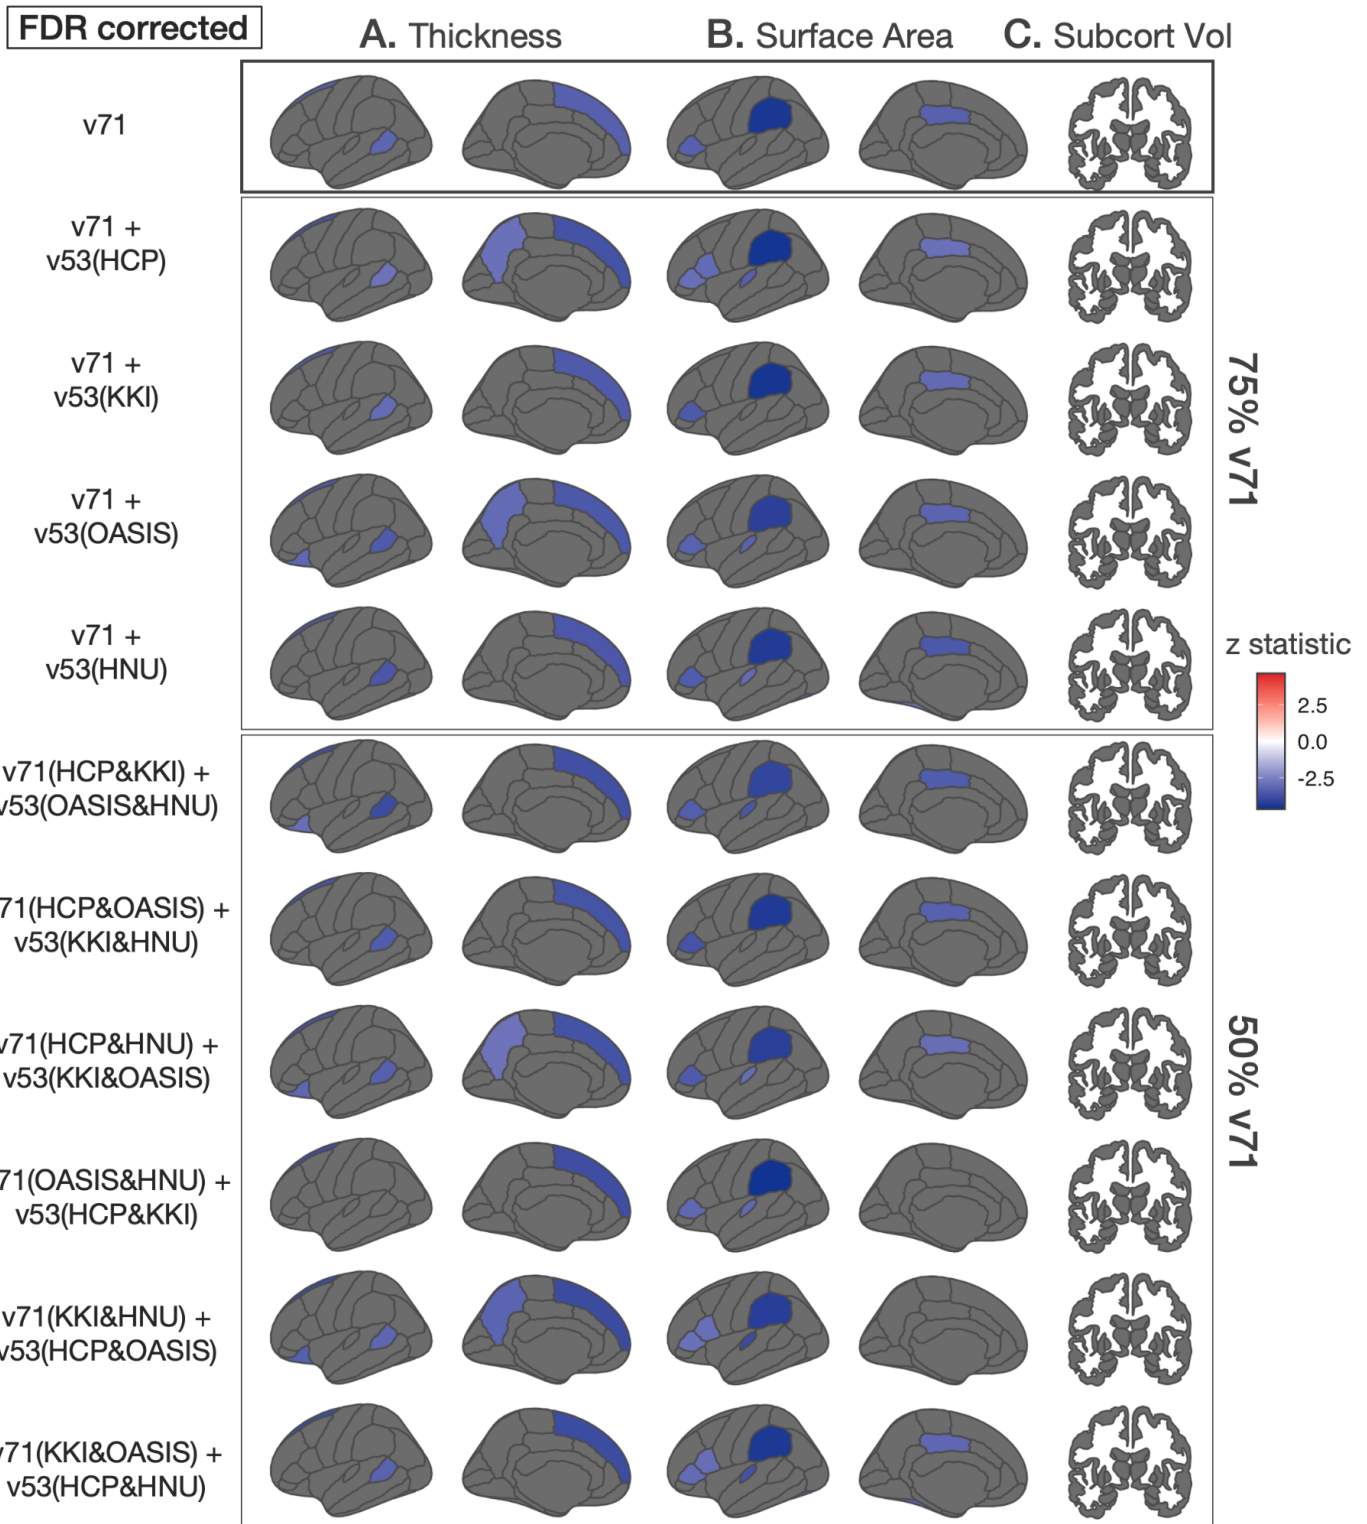 FDR corrected
A. Thickness
B. Surface Area
C. Subcort Vol
v71
v71 +
v53(HCP)
v71 +
v53(KKI)
v71 +
v53(OASIS)
v71 +
v53(HNU)
75% v71
z statistic
2.5
0.0
-2.5
v71(HCP&KKI) +
v53(OASIS&HNU)
71(HCP&OASIS) +
v53(KKI&HNU)
v71(HCP&HNU) +
v53(KKI&OASIS)
71(OASIS&HNU) +
v53(HCP&KKI)
v71(KKI&HNU) +
v53(HCP&OASIS)
v71(KKI&OASIS) +
v53(HCP&HNU)
50% v71